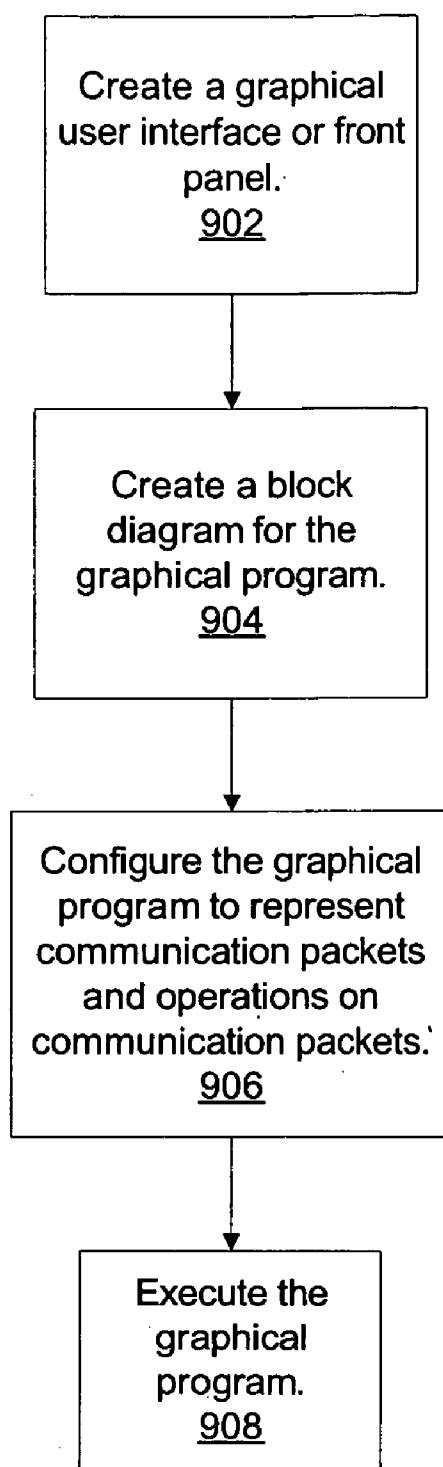 Create a graphical
user interface or front
panel.
902
Create a block
diagram for the
graphical program.
904
Configure the graphical
program to represent
communication packets
and operations on
communication packets.
906
Execute the
graphical
program.
908